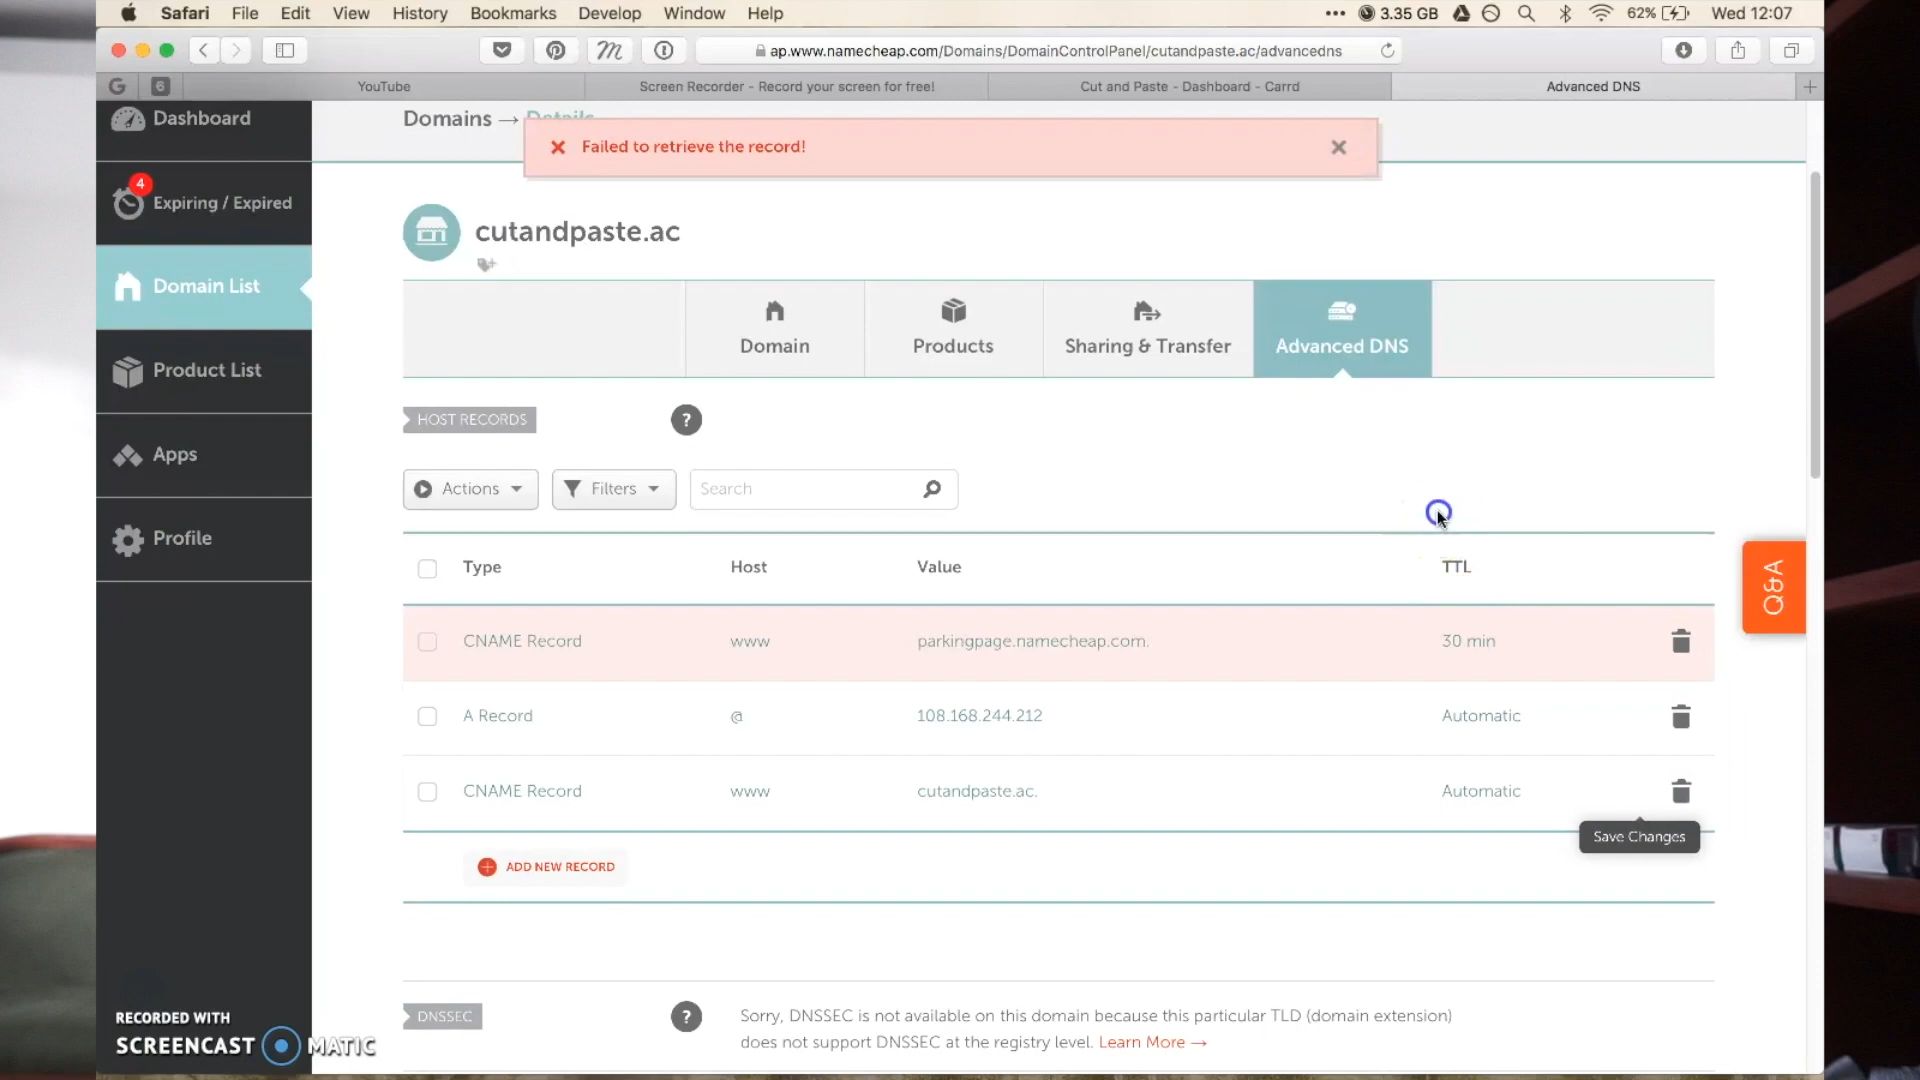 Safari File Edit View History Bookmarks Develop Window Help
••• 3.35 GB 62% Wed 12:07
ap.www.namecheap.com/Domains/DomainControlPanel/cutandpaste.ac/advancedns
G 6 YouTube Screen Recorder - Record your screen for free! Cut and Paste - Dashboard - Carrd Advanced DNS
Dashboard
Domains → Details
Failed to retrieve the record!
4
Expiring / Expired
cutandpaste.ac
Domain List
Domain Products Sharing & Transfer Advanced DNS
Product List
HOST RECORDS ?
Apps
Actions Filters Search
Profile
Type Host Value TTL
Q&A
CNAME Record www parkingpage.namecheap.com. 30 min
A Record @ 108.168.244.212 Automatic
CNAME Record www cutandpaste.ac. Automatic
Save Changes
ADD NEW RECORD
DNSSEC ? Sorry, DNSSEC is not available on this domain because this particular TLD (domain extension)
does not support DNSSEC at the registry level. Learn More →
RECORDED WITH
SCREENCAST MATIC